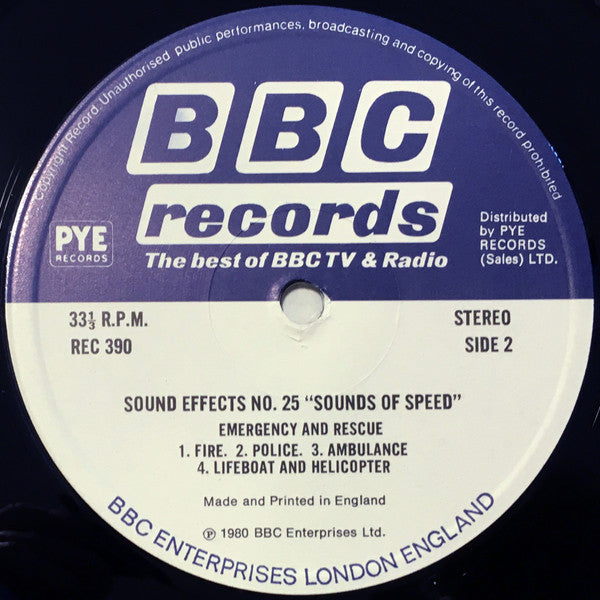 Copyright Record. Unauthorised public performances, broadcasting and copying of this record prohibited
BBC
records
The best of BBC TV & Radio
PYE
RECORDS
Distributed
by PYE
RECORDS
(Sales) LTD.
33⅓ R.P.M.
REC 390
STEREO
SIDE 2
SOUND EFFECTS NO. 25 "SOUNDS OF SPEED"
EMERGENCY AND RESCUE
1. FIRE. 2. POLICE. 3. AMBULANCE
4. LIFEBOAT AND HELICOPTER
Made and Printed in England
℗ 1980 BBC Enterprises Ltd.
BBC ENTERPRISES LONDON ENGLAND